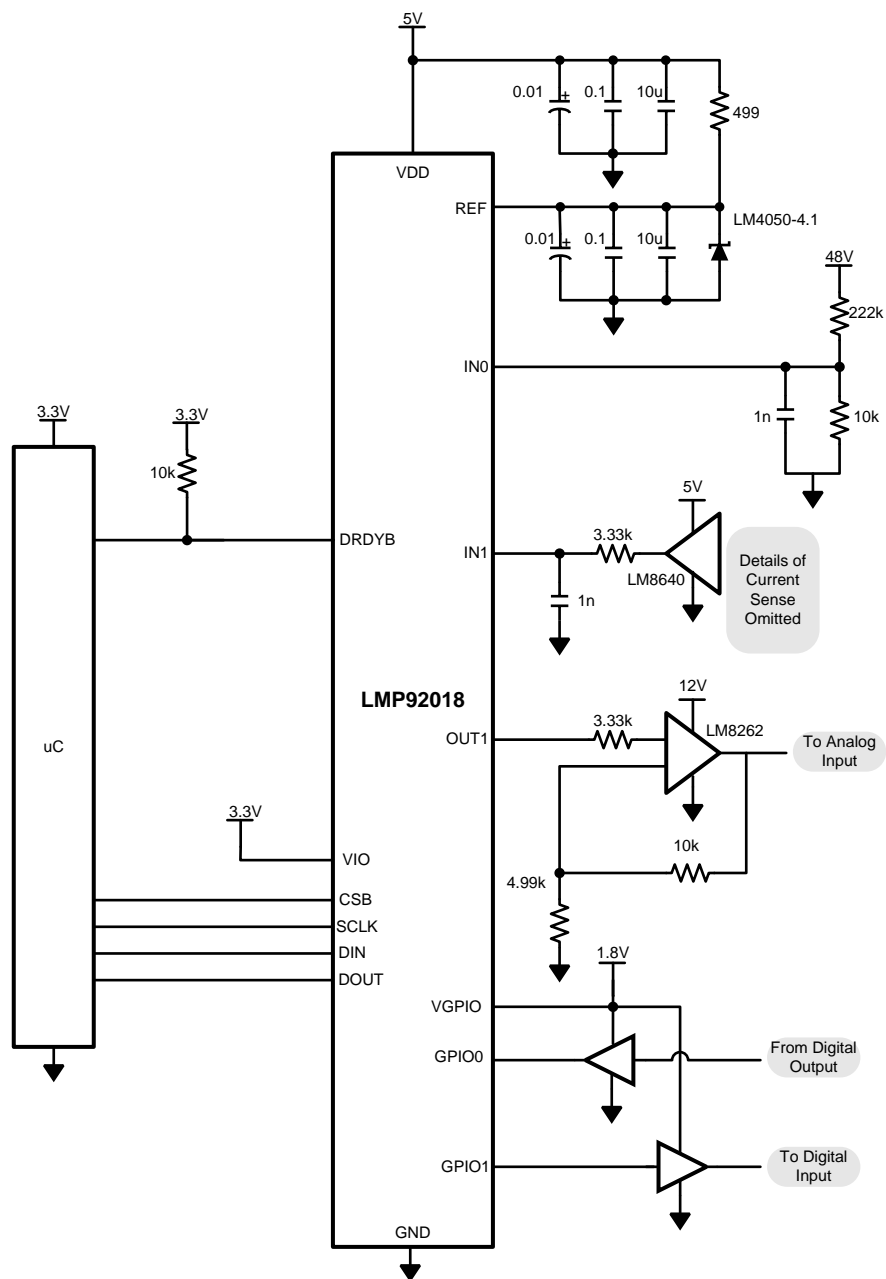 5V
0.01
+
0.1
10u
499
VDD
REF
LM4050-4.1
0.01
+
0.1
10u
48V
222k
IN0
3.3V
3.3V
1n
10k
10k
5V
DRDYB
IN1
3.33k
LM8640
Details of
Current
Sense
Omitted
1n
LMP92018
12V
3.33k
LM8262
uC
OUT1
To Analog
Input
3.3V
10k
VIO
4.99k
CSB
SCLK
DIN
DOUT
1.8V
VGPIO
GPIO0
From Digital
Output
GPIO1
To Digital
Input
GND